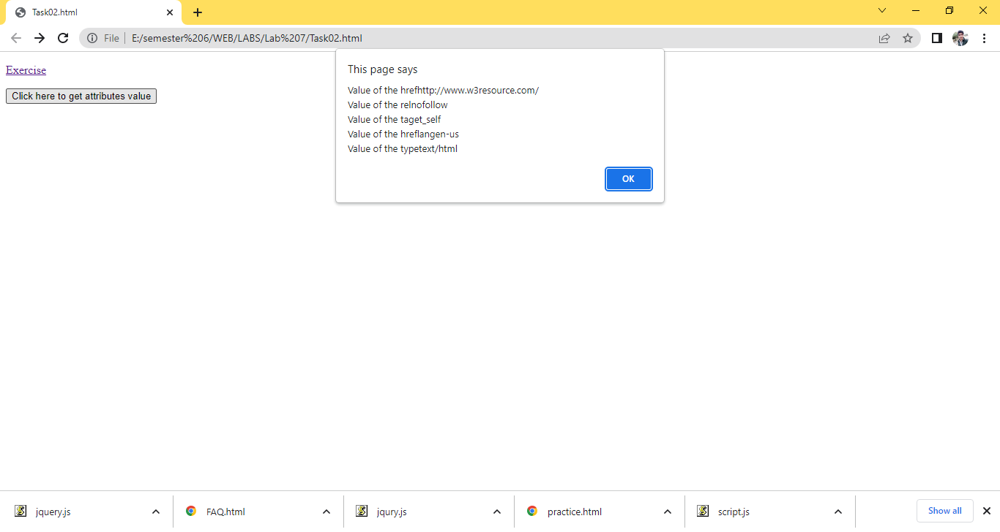 Task02.html
File
E:/semester%206/WEB/LABS/Lab%207/Task02.html
Exercise
Click here to get attributes value
This page says
Value of the hrefhttp://www.w3resource.com/
Value of the relnofollow
Value of the taget_self
Value of the hreflangen-us
Value of the typetext/html
OK
jquery.js
FAQ.html
jqury.js
practice.html
script.js
Show all